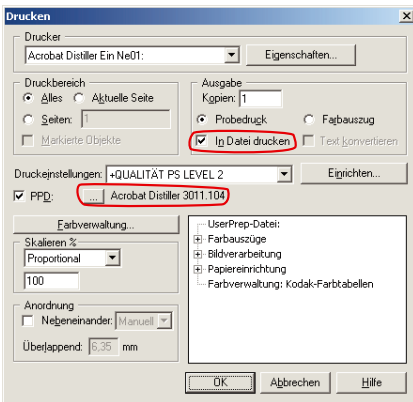 Drucken
Drucker
Acrobat Distiller Ein Ne01:
Eigenschaften...
Druckbereich
Alles Aktuelle Seite
Seiten: 1
Markierte Objekte
Ausgabe
Kopien: 1
Probedruck Farbauszug
In Datei drucken Text konvertieren
Druckeinstellungen: +QUALITÄT PS LEVEL 2
Einrichten...
PPD: ... Acrobat Distiller 3011.104
Farbverwaltung...
Skalieren %
Proportional
100
Anordnung
Nebeneinander: Manuell
Überlappend: 6,35 mm
UserPrep-Datei:
Farbauszüge
Bildverarbeitung
Papiereinrichtung
Farbverwaltung: Kodak-Farbtabellen
OK Abbrechen Hilfe